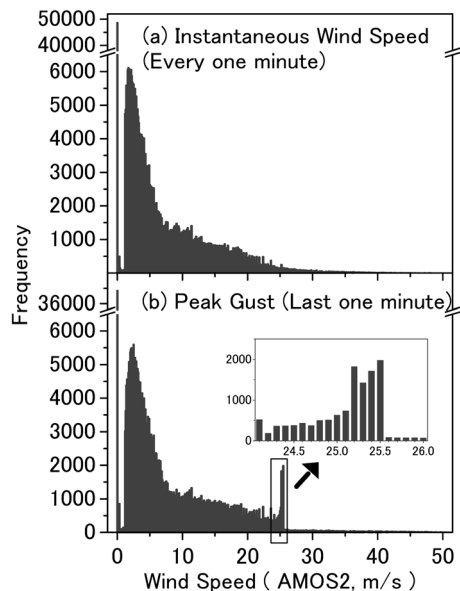 50000
40000
(a) Instantaneous Wind Speed
(Every one minute)
6000
5000
4000
3000
2000
1000
Frequency
36000
(b) Peak Gust (Last one minute)
6000
5000
4000
3000
2000
1000
0
2000
1000
0
24.5 25.0 25.5 26.0
0 10 20 30 40 50
Wind Speed ( AMOS2, m/s )